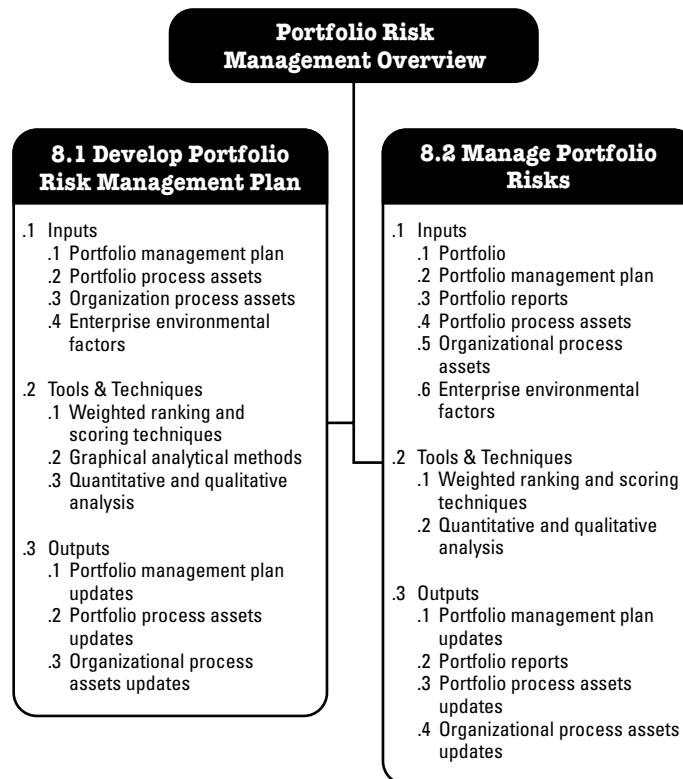 Portfolio Risk
Management Overview
8.1 Develop Portfolio
Risk Management Plan
.1 Inputs
.1 Portfolio management plan
.2 Portfolio process assets
.3 Organization process assets
.4 Enterprise environmental
factors
.2 Tools & Techniques
.1 Weighted ranking and
scoring techniques
.2 Graphical analytical methods
.3 Quantitative and qualitative
analysis
.3 Outputs
.1 Portfolio management plan
updates
.2 Portfolio process assets
updates
.3 Organizational process
assets updates
8.2 Manage Portfolio
Risks
.1 Inputs
.1 Portfolio
.2 Portfolio management plan
.3 Portfolio reports
.4 Portfolio process assets
.5 Organizational process
assets
.6 Enterprise environmental
factors
.2 Tools & Techniques
.1 Weighted ranking and scoring
techniques
.2 Quantitative and qualitative
analysis
.3 Outputs
.1 Portfolio management plan
updates
.2 Portfolio reports
.3 Portfolio process assets
updates
.4 Organizational process assets
updates